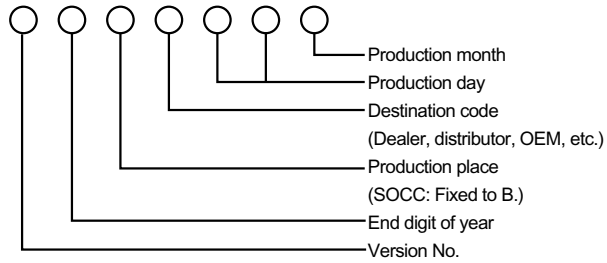 Production month
Production day
Destination code
(Dealer, distributor, OEM, etc.)
Production place
(SOCC: Fixed to B.)
End digit of year
Version No.